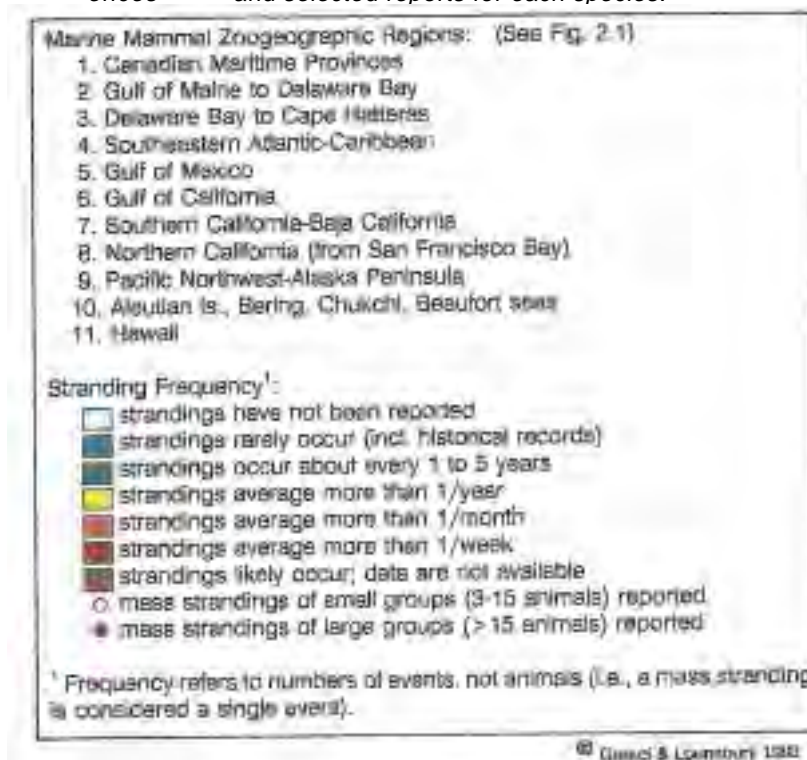 and selected reports for each species.
Marine Mammal Zoogeographic Regions: (See Fig. 2.1)
1. Canadian Maritime Provinces
2. Gulf of Maine to Delaware Bay
3. Delaware Bay to Cape Hatteras
4. Southeastern Atlantic-Caribbean
5. Gulf of Mexico
6. Gulf of California
7. Southern California-Baja California
8. Northern California (from San Francisco Bay)
9. Pacific Northwest-Alaska Peninsula
10. Aleutian Is., Bering, Chukchi, Beaufort seas
11. Hawaii
Stranding Frequency¹:
strandings have not been reported
strandings rarely occur (incl. historical records)
strandings occur about every 1 to 5 years
strandings average more than 1/year
strandings average more than 1/month
strandings average more than 1/week
strandings likely occur; data are not available
mass strandings of small groups (3-15 animals) reported
mass strandings of large groups (>15 animals) reported
¹ Frequency refers to numbers of events, not animals (i.e., a mass stranding
is considered a single event).
©